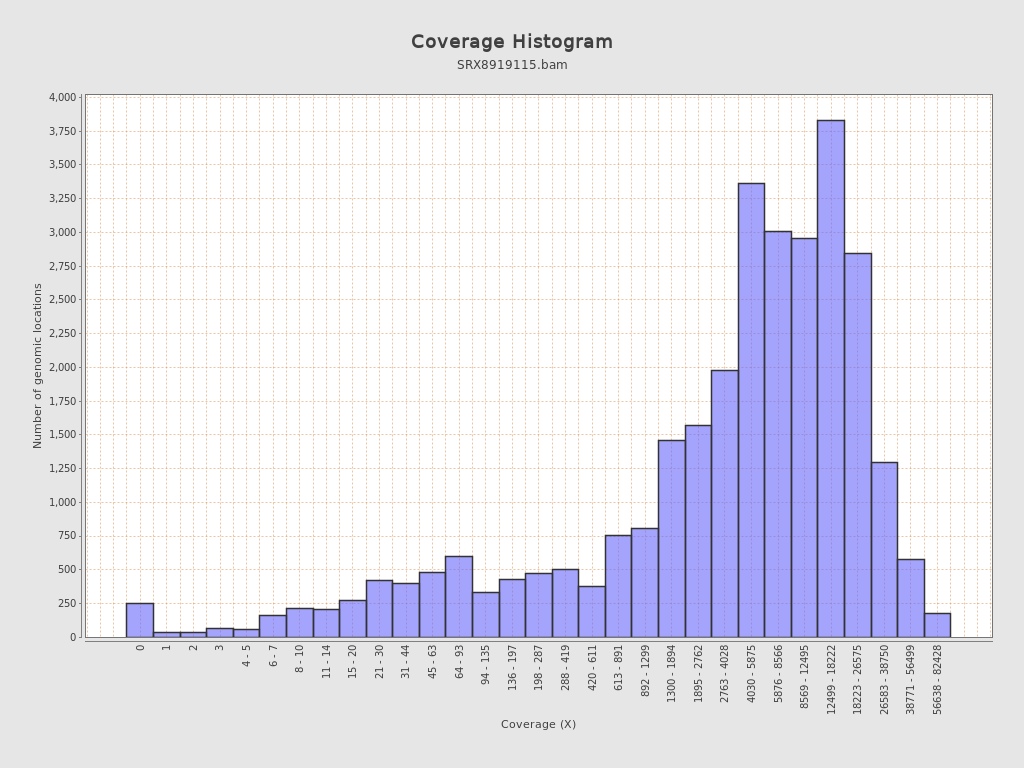 Coverage Histogram
SRX8919115.bam
4,000
3,750
3,500
3,250
3,000
2,750
2,500
2,250
2,000
1,750
1,500
1,250
1,000
750
500
250
0
Number of genomic locations
0
1
2
3
4 - 5
6 - 7
8 - 10
11 - 14
15 - 20
21 - 30
31 - 44
45 - 63
64 - 93
94 - 135
136 - 197
198 - 287
288 - 419
420 - 611
613 - 891
892 - 1299
1300 - 1894
1895 - 2762
2763 - 4028
4030 - 5875
5876 - 8566
8569 - 12495
12499 - 18222
18223 - 26575
26583 - 38750
38771 - 56499
56638 - 82428
Coverage (X)